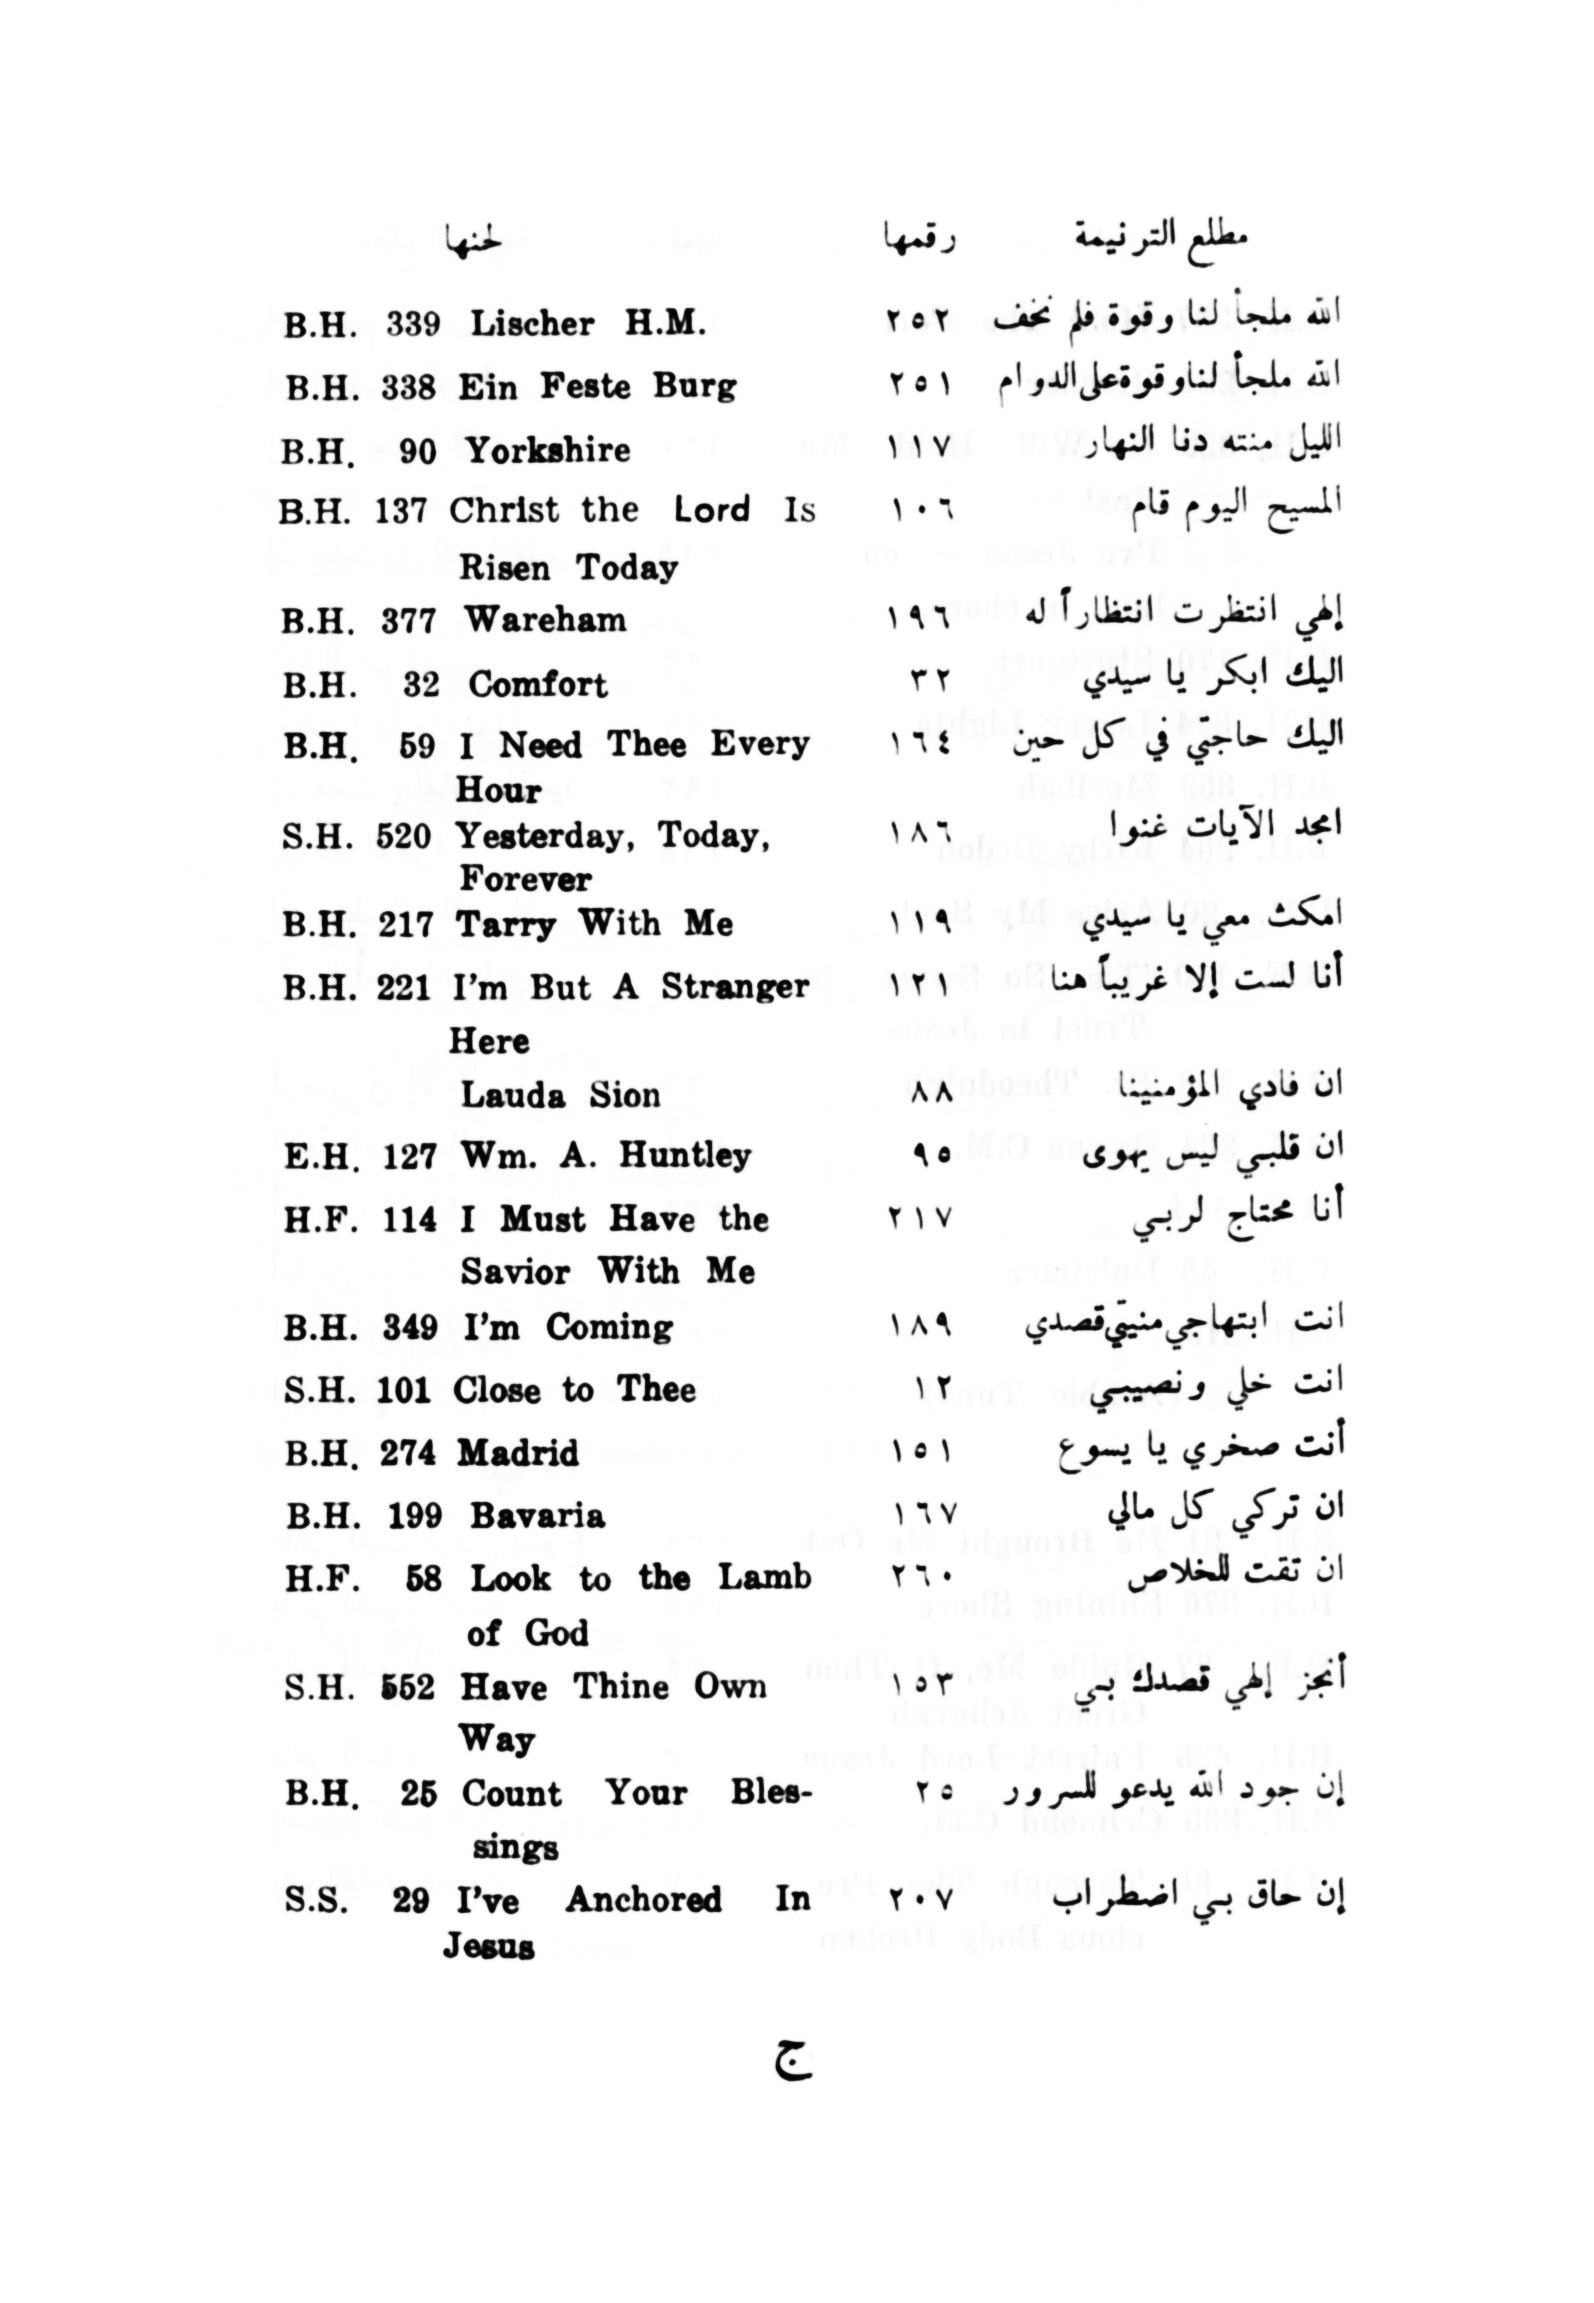 مطلع الترنيمة رقمها لحنها
الله ملجأ لنا وقوة فلم نخف ٢٥٢ B.H. 339 Lischer H.M.
الله ملجأ لنا وقوة على الدوام ٢٥١ B.H. 338 Ein Feste Burg
الليل منته دنا النهار ١١٧ B.H. 90 Yorkshire
المسيح اليوم قام ١٠٦ B.H. 137 Christ the Lord Is
Risen Today
إلهي انتظرت انتظاراً له ١٩٦ B.H. 377 Wareham
اليك ابكر يا سيدي ٣٢ B.H. 32 Comfort
اليك حاجتي في كل حين ١٦٤ B.H. 59 I Need Thee Every
Hour
امجد الآيات غنوا ١٨٦ S.H. 520 Yesterday, Today,
Forever
امكث معي يا سيدي ١١٩ B.H. 217 Tarry With Me
أنا لست إلا غريباً هنا ١٢١ B.H. 221 I'm But A Stranger
Here
ان فادي المؤمنينا ٨٨ Lauda Sion
ان قلبي ليس يهوى ٩٥ E.H. 127 Wm. A. Huntley
أنا محتاج لربي ٢١٧ H.F. 114 I Must Have the
Savior With Me
انت ابتهاجي منيتي قصدي ١٨٩ B.H. 349 I'm Coming
انت خلي ونصيبي ١٢ S.H. 101 Close to Thee
أنت صخري يا يسوع ١٥١ B.H. 274 Madrid
ان تركي كل مالي ١٦٧ B.H. 199 Bavaria
ان تقت للخلاص ٢٦٠ H.F. 58 Look to the Lamb
of God
أنجز إلهي قصدك بي ١٥٣ S.H. 552 Have Thine Own
Way
إن جود الله يدعو للسرور ٢٥ B.H. 25 Count Your Bles-
sings
إن حاق بي اضطراب ٢٠٧ S.S. 29 I've Anchored In
Jesus
ج